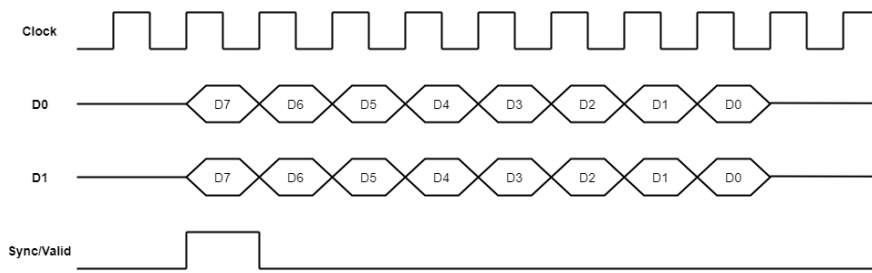 Clock
D0 D7 D6 D5 D4 D3 D2 D1 D0
D1 D7 D6 D5 D4 D3 D2 D1 D0
Sync/Valid